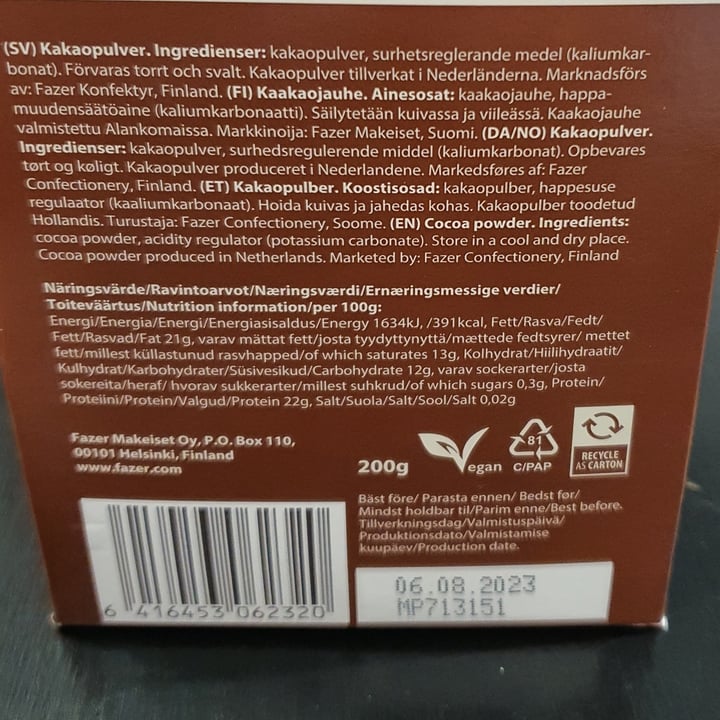 (SV) Kakaopulver. Ingredienser: kakaopulver, surhetsreglerande medel (kaliumkar-
bonat). Förvaras torrt och svalt. Kakaopulver tillverkat i Nederländerna. Marknadsförs
av: Fazer Konfektyr, Finland. (FI) Kaakaojauhe. Ainesosat: kaakaojauhe, happa-
muudensäätöaine (kaliumkarbonaatti). Säilytetään kuivassa ja viileässä. Kaakaojauhe
valmistettu Alankomaissa. Markkinoija: Fazer Makeiset, Suomi. (DA/NO) Kakaopulver.
Ingredienser: kakaopulver, surhedsregulerende middel (kaliumkarbonat). Opbevares
tørt og køligt. Kakaopulver produceret i Nederlandene. Markedsføres af: Fazer
Confectionery, Finland. (ET) Kakaopulber. Koostisosad: kakaopulber, happesuse
regulaator (kaaliumkarbonaat). Hoida kuivas ja jahedas kohas. Kakaopulber toodetud
Hollandis. Turustaja: Fazer Confectionery, Soome. (EN) Cocoa powder. Ingredients:
cocoa powder, acidity regulator (potassium carbonate). Store in a cool and dry place.
Cocoa powder produced in Netherlands. Marketed by: Fazer Confectionery, Finland
Näringsvärde/Ravintoarvot/Næringsværdi/Ernæringsmessige verdier/
Toiteväärtus/Nutrition information/per 100g:
Energi/Energia/Energi/Energiasisaldus/Energy 1634kJ, /391kcal, Fett/Rasva/Fedt/
Fett/Rasvad/Fat 21g, varav mättat fett/josta tyydyttynyttä/mættede fedtsyrer/ mettet
fett/millest küllastunud rasvhapped/of which saturates 13g, Kolhydrat/Hiilihydraatit/
Kulhydrat/Karbohydrater/Süsivesikud/Carbohydrate 12g, varav sockerarter/josta
sokereita/heraf/ hvorav sukkerarter/millest suhkrud/of which sugars 0,3g, Protein/
Proteiini/Protein/Valgud/Protein 22g, Salt/Suola/Salt/Sool/Salt 0,02g
Fazer Makeiset Oy, P.O. Box 110,
00101 Helsinki, Finland
www.fazer.com
200g
Vegan
81
C/PAP
RECYCLE
AS CARTON
Bäst före/ Parasta ennen/ Bedst før/
Mindst holdbar til/Parim enne/Best before.
Tillverkningsdag/Valmistuspäivä/
Produktionsdato/Valmistamise
kuupäev/Production date.
6 416453 062320
06.08.2023
MP713151